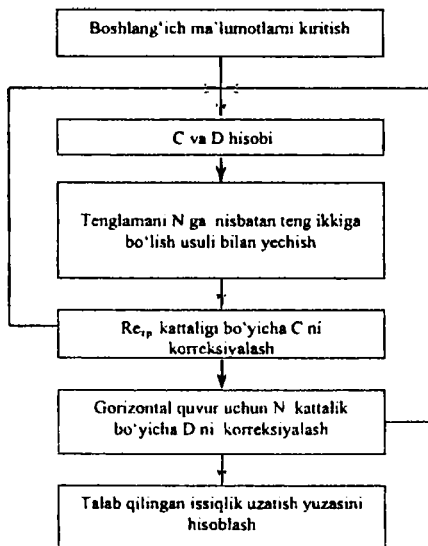 Boshlang‘ich ma’lumotlarni kiritish
C va D hisobi
Tenglamani N ga nisbatan teng ikkiga
bo‘lish usuli bilan yechish
Re_тр kattaligi bo‘yicha C ni
korreksiyalash
Gorizontal quvur uchun N kattalik
bo‘yicha D ni korreksiyalash
Talab qilingan issiqlik uzatish yuzasini
hisoblash